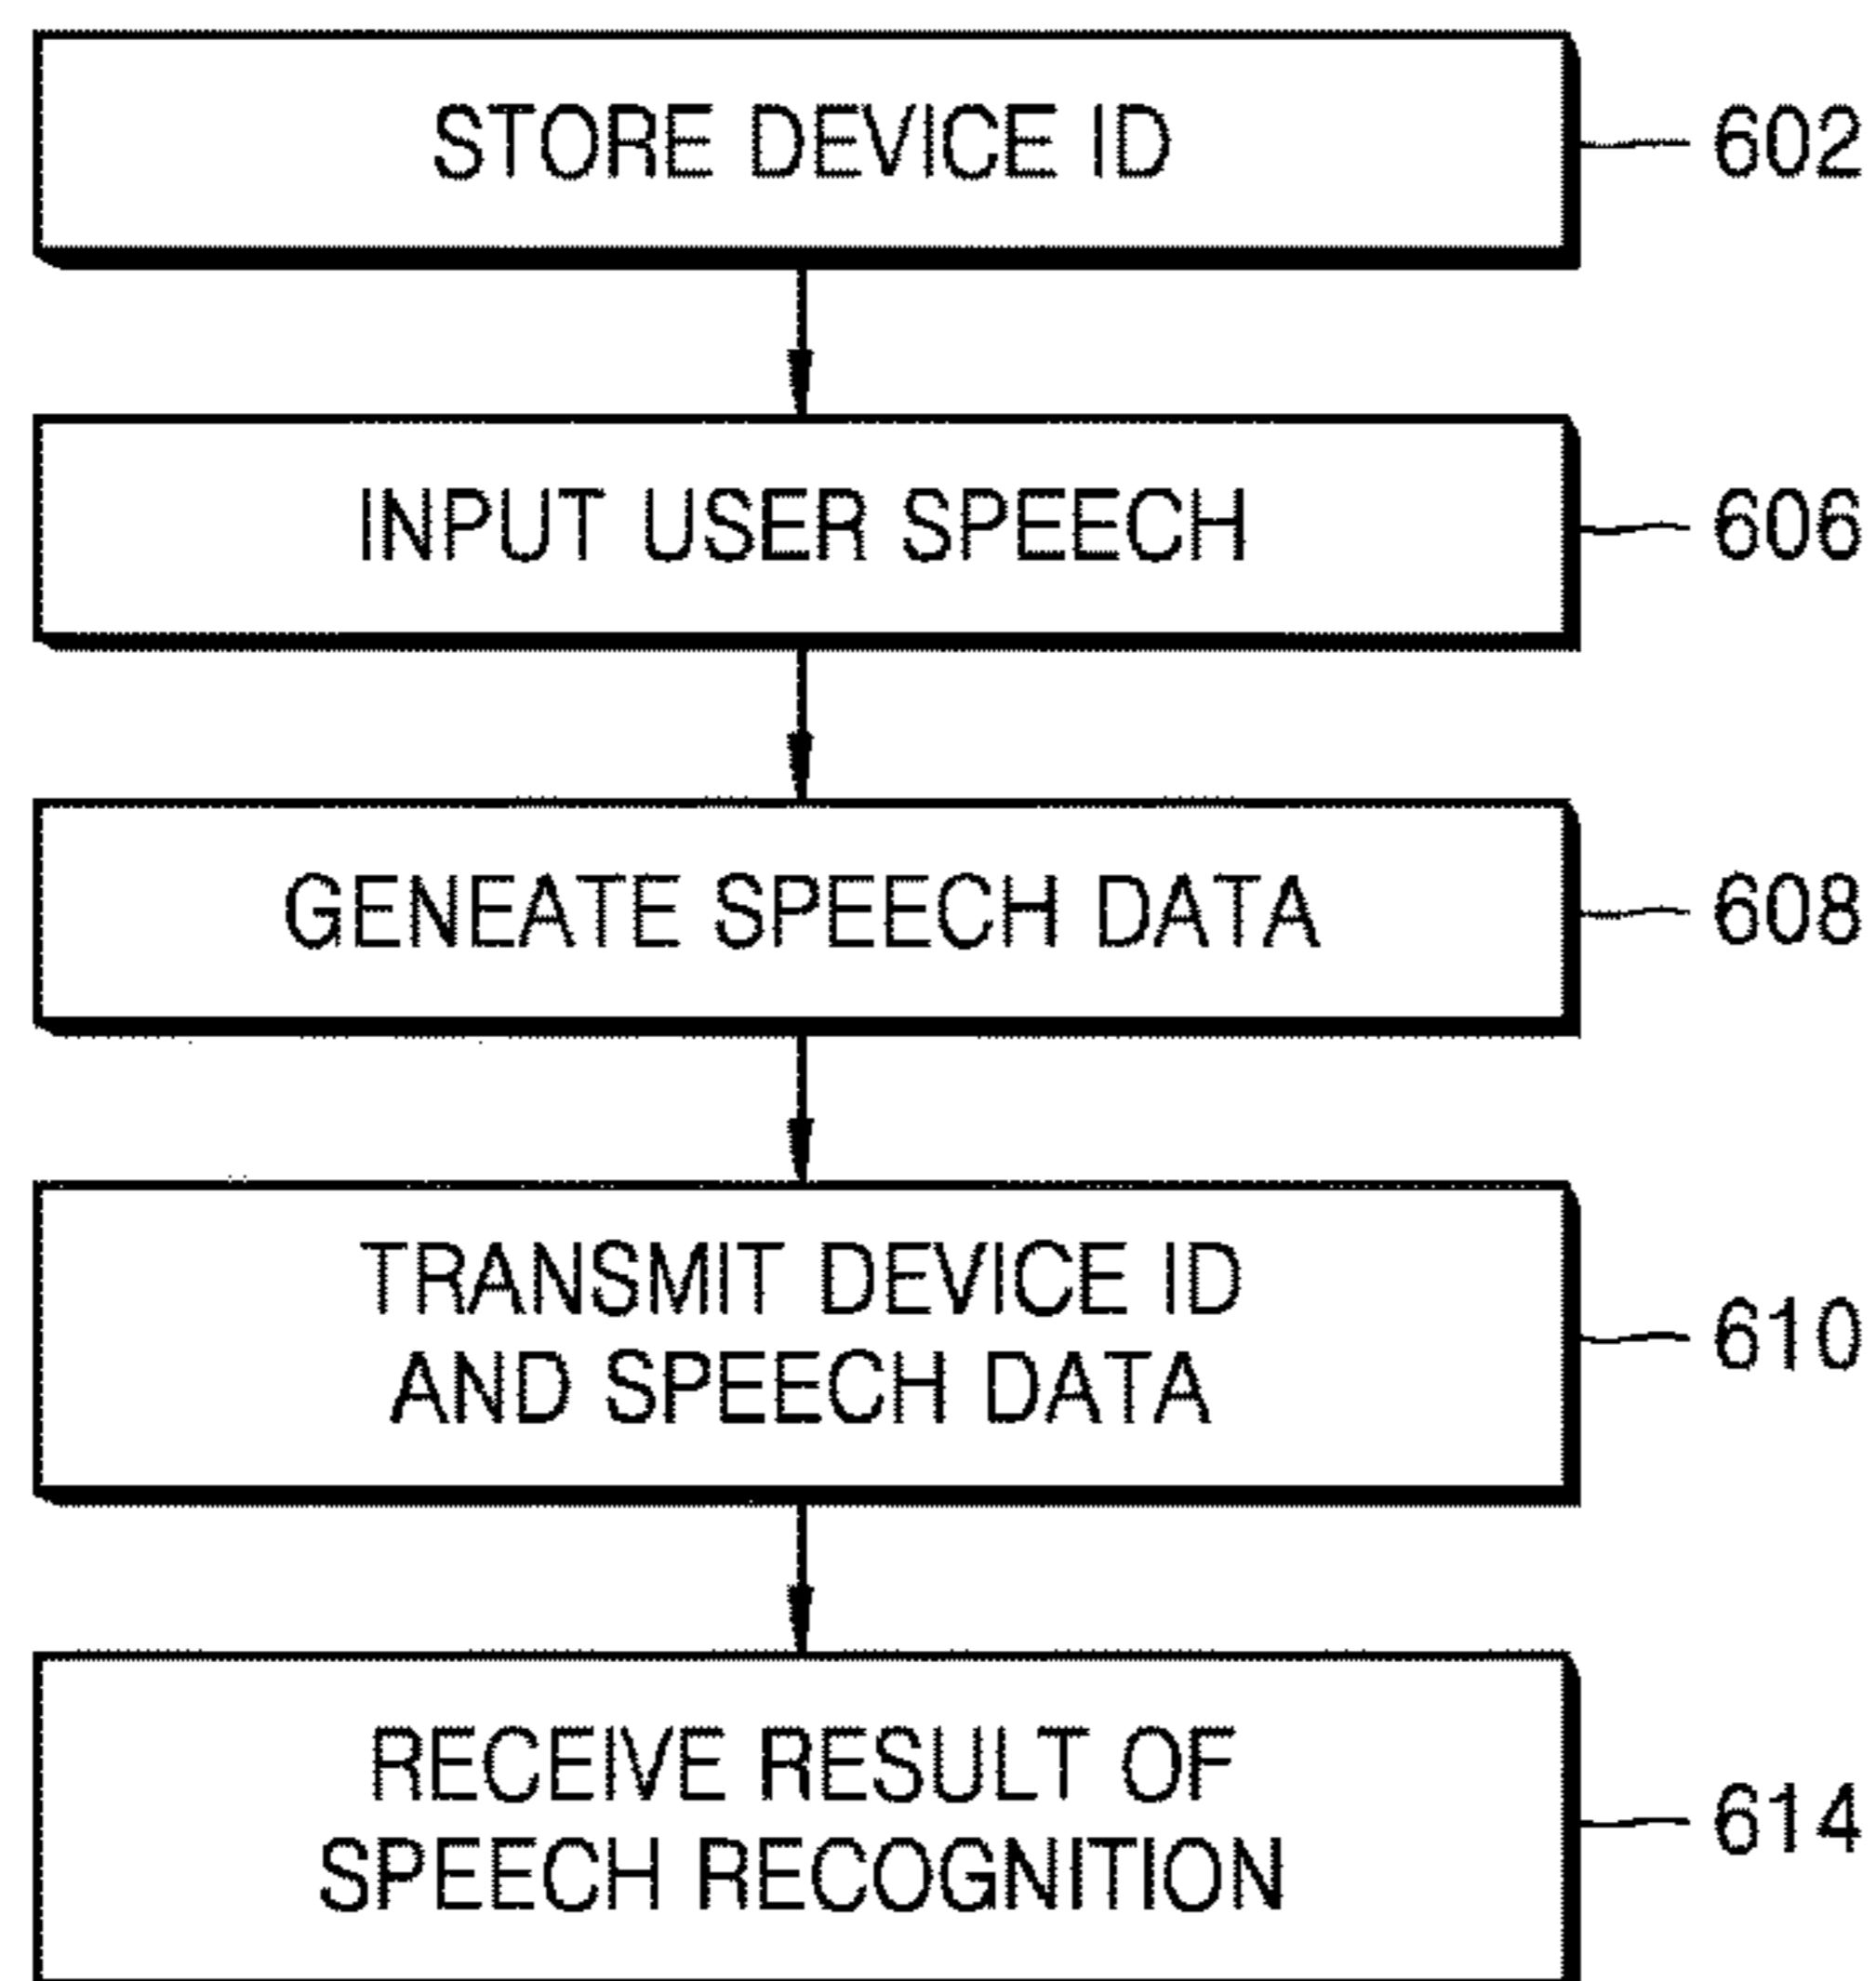 STORE DEVICE ID
602
INPUT USER SPEECH
606
GENEATE SPEECH DATA
608
TRANSMIT DEVICE ID
AND SPEECH DATA
610
RECEIVE RESULT OF
SPEECH RECOGNITION
614